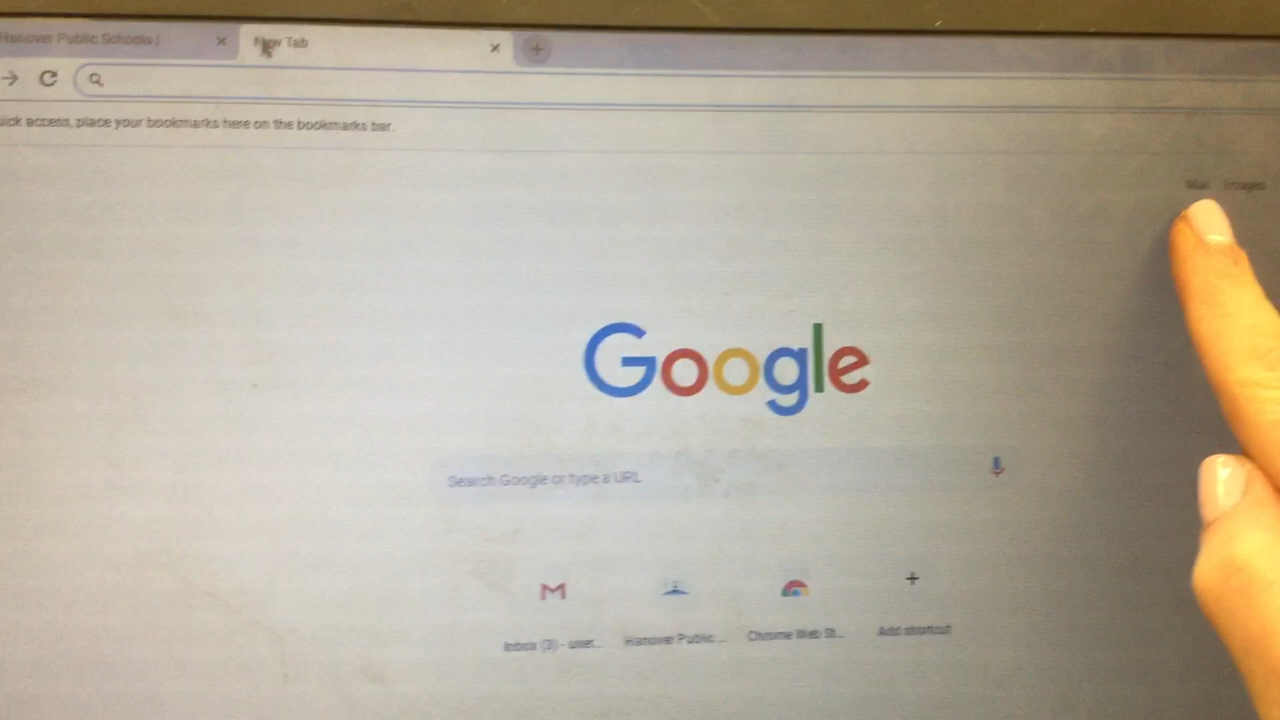 Hanover Public Schools |
New Tab
uick access, place your bookmarks here on the bookmarks bar.
Mail Images
Google
Search Google or type a URL
Inbox (3) - user... Hanover Public ... Chrome Web St... Add shortcut